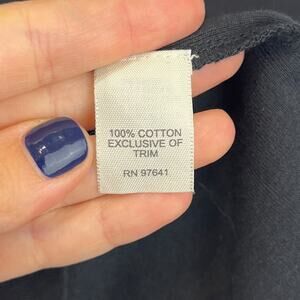 100% COTTON
EXCLUSIVE OF
TRIM
RN 97641